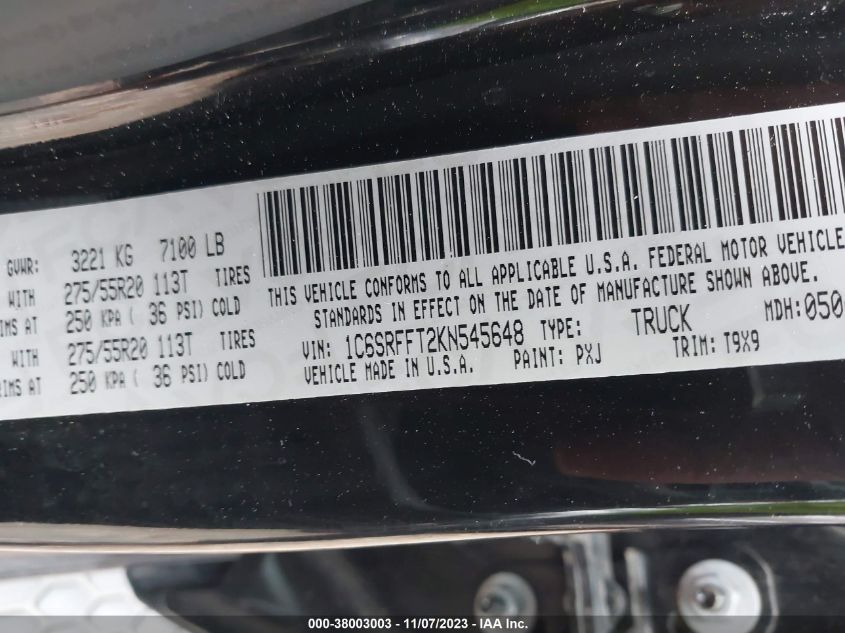 GVWR: 3221 KG 7100 LB
WITH 275/55R20 113T TIRES
IMS AT 250 KPA ( 36 PSI) COLD
WITH 275/55R20 113T TIRES
RIMS AT 250 KPA ( 36 PSI) COLD
THIS VEHICLE CONFORMS TO ALL APPLICABLE U.S.A. FEDERAL MOTOR VEHICLE
STANDARDS IN EFFECT ON THE DATE OF MANUFACTURE SHOWN ABOVE.
VIN: 1C6SRFFT2KN545648 TYPE: TRUCK MDH: 050
VEHICLE MADE IN U.S.A. PAINT: PXJ TRIM: T9X9
000-38003003 — 11/07/2023 — IAA Inc.